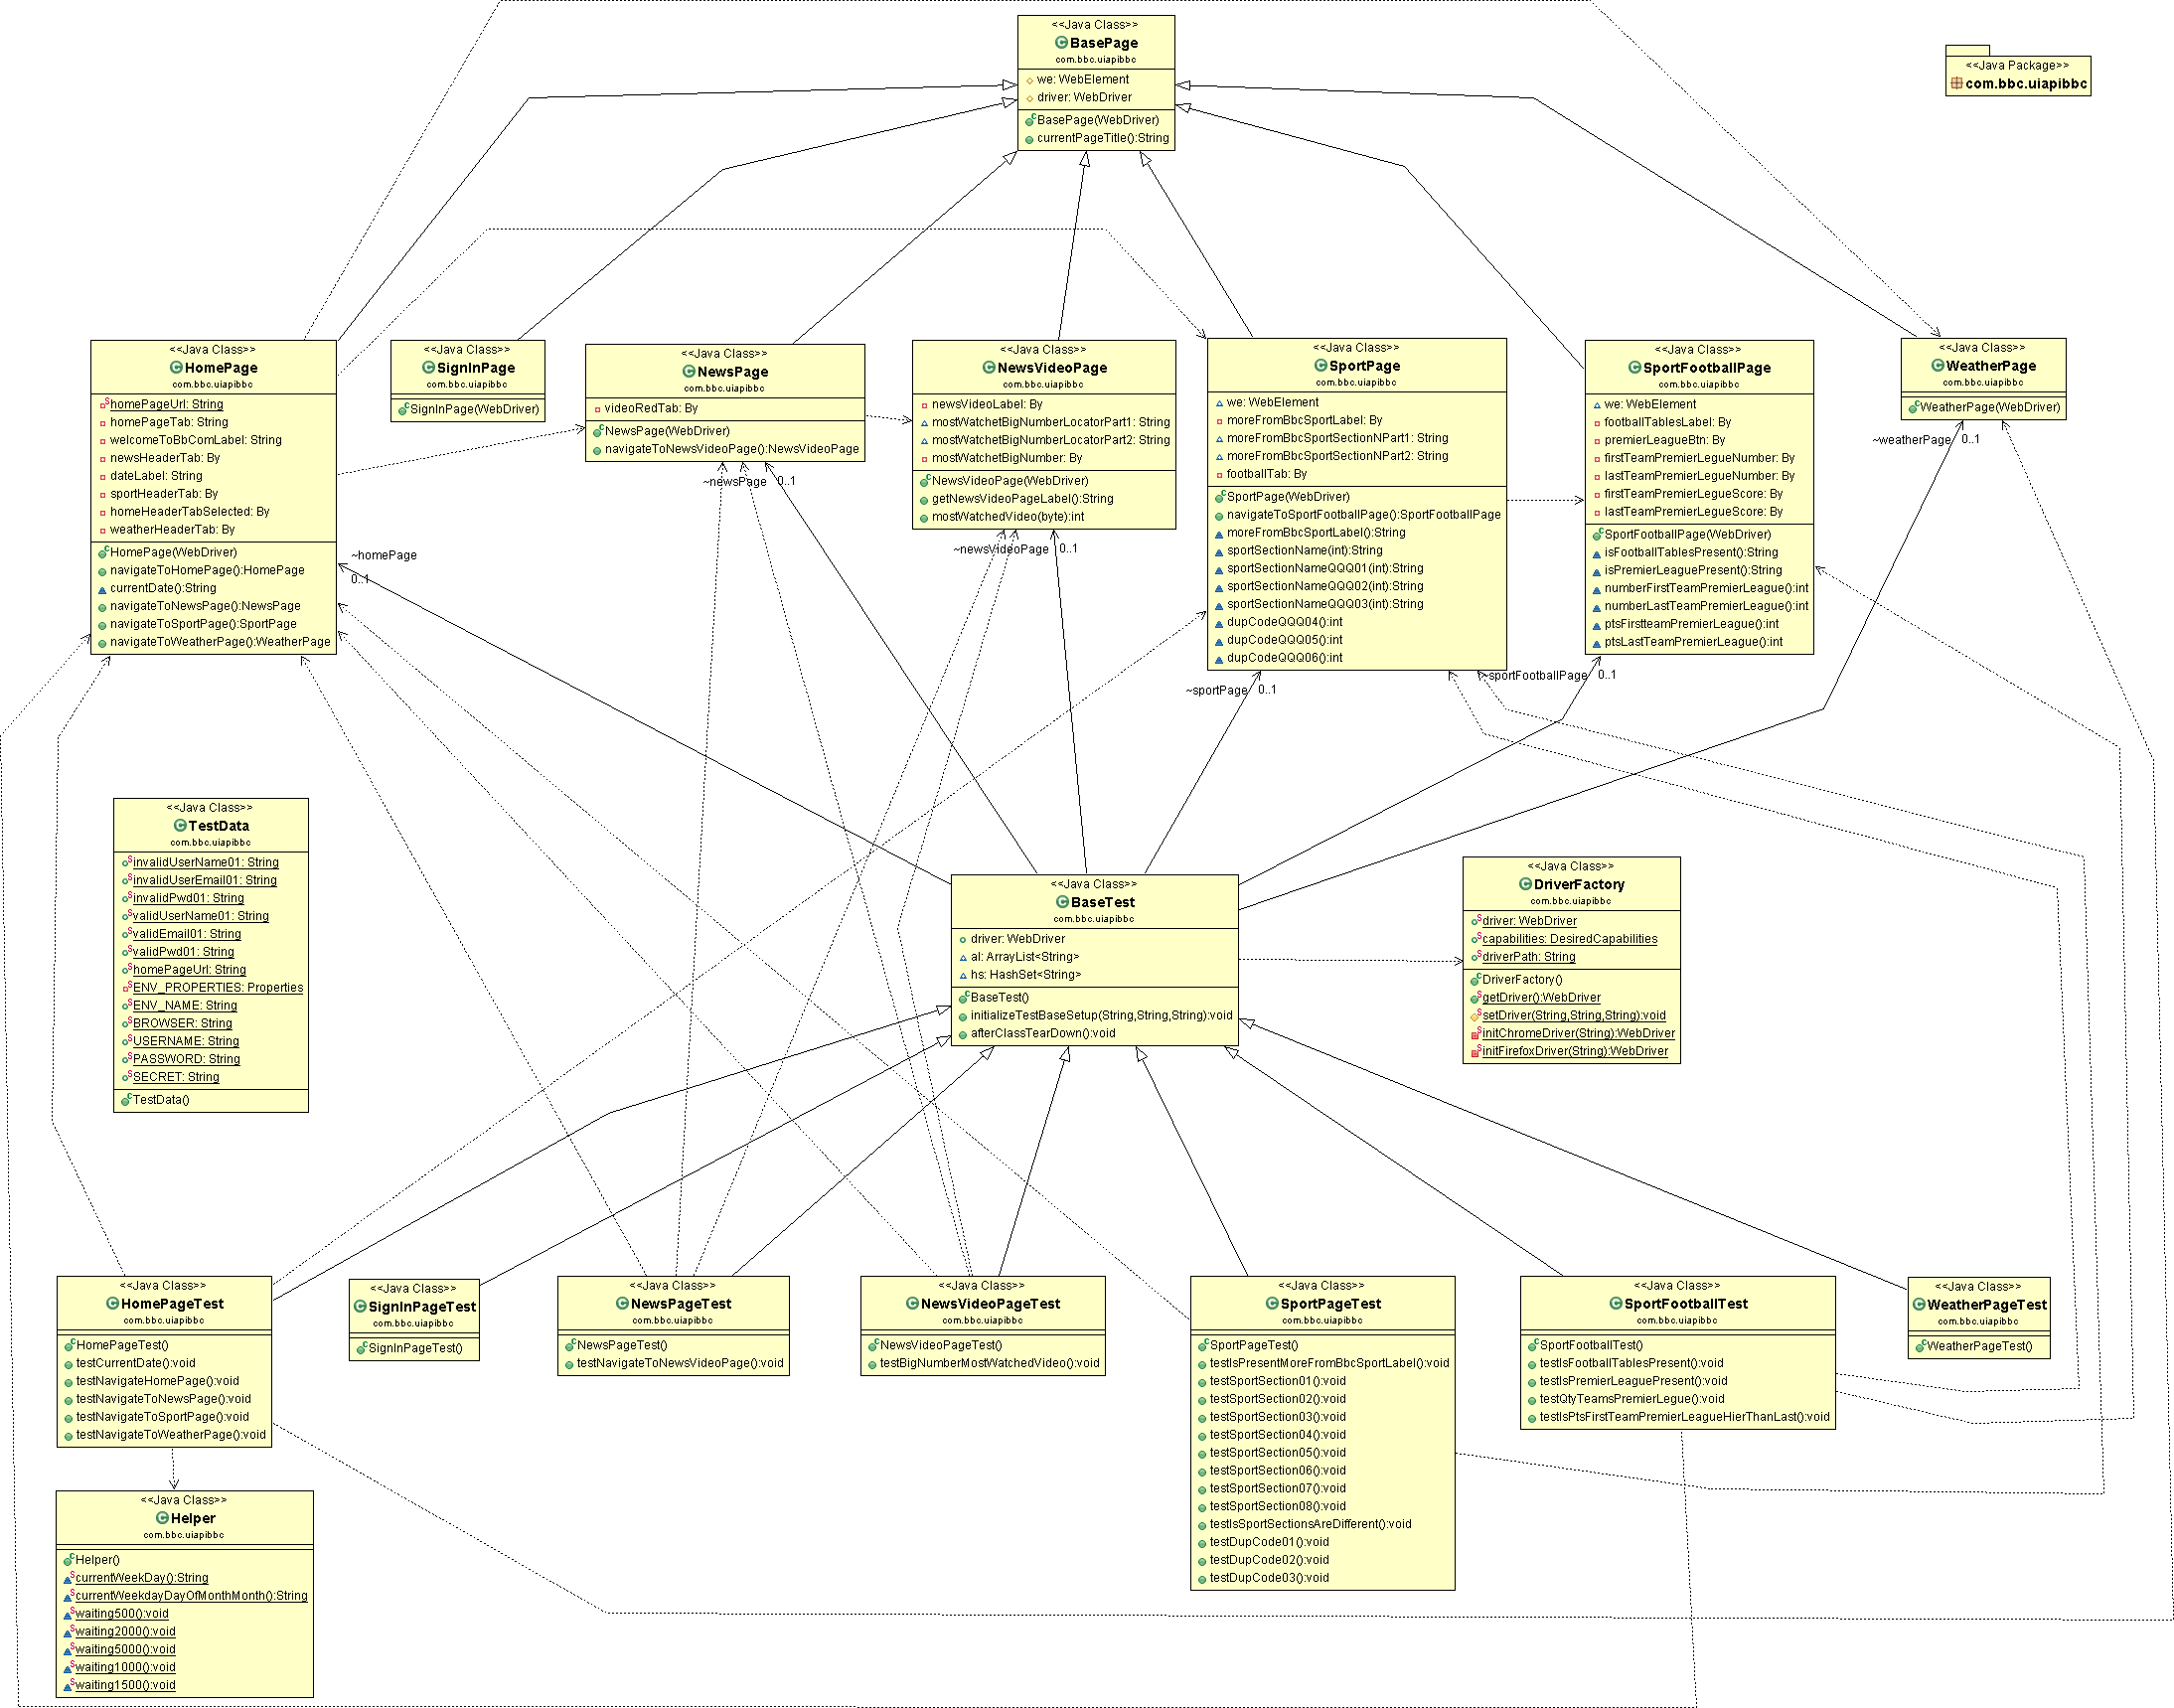 <<Java Class>>
BasePage
com.bbc.uiapibbc
we: WebElement
driver: WebDriver
BasePage(WebDriver)
currentPageTitle():String
<<Java Package>>
com.bbc.uiapibbc
<<Java Class>>
HomePage
com.bbc.uiapibbc
homePageUrl: String
homePageTab: String
welcomeToBbComLabel: String
newsHeaderTab: By
dateLabel: String
sportHeaderTab: By
homeHeaderTabSelected: By
weatherHeaderTab: By
HomePage(WebDriver)
navigateToHomePage():HomePage
currentDate():String
navigateToNewsPage():NewsPage
navigateToSportPage():SportPage
navigateToWeatherPage():WeatherPage
<<Java Class>>
SignInPage
com.bbc.uiapibbc
SignInPage(WebDriver)
<<Java Class>>
NewsPage
com.bbc.uiapibbc
videoRedTab: By
NewsPage(WebDriver)
navigateToNewsVideoPage():NewsVideoPage
<<Java Class>>
NewsVideoPage
com.bbc.uiapibbc
newsVideoLabel: By
mostWatchetBigNumberLocatorPart1: String
mostWatchetBigNumberLocatorPart2: String
mostWatchetBigNumber: By
NewsVideoPage(WebDriver)
getNewsVideoPageLabel():String
mostWatchedVideo(byte):int
<<Java Class>>
SportPage
com.bbc.uiapibbc
we: WebElement
moreFromBbcSportLabel: By
moreFromBbcSportSectionNPart1: String
moreFromBbcSportSectionNPart2: String
footballTab: By
SportPage(WebDriver)
navigateToSportFootballPage():SportFootballPage
moreFromBbcSportLabel():String
sportSectionName(int):String
sportSectionNameQQQ01(int):String
sportSectionNameQQQ02(int):String
sportSectionNameQQQ03(int):String
dupCodeQQQ04():int
dupCodeQQQ05():int
dupCodeQQQ06():int
<<Java Class>>
SportFootballPage
com.bbc.uiapibbc
we: WebElement
footballTablesLabel: By
premierLeagueBtn: By
firstTeamPremierLegueNumber: By
lastTeamPremierLegueNumber: By
firstTeamPremierLegueScore: By
lastTeamPremierLegueScore: By
SportFootballPage(WebDriver)
isFootballTablesPresent():String
isPremierLeaguePresent():String
numberFirstTeamPremierLeague():int
numberLastTeamPremierLeague():int
ptsFirstteamPremierLeague():int
ptsLastTeamPremierLeague():int
<<Java Class>>
WeatherPage
com.bbc.uiapibbc
WeatherPage(WebDriver)
~weatherPage 0..1
~newsPage 0..1
~newsVideoPage 0..1
~homePage
0..1
~sportPage 0..1
~sportFootballPage 0..1
<<Java Class>>
TestData
com.bbc.uiapibbc
invalidUserName01: String
invalidUserEmail01: String
invalidPwd01: String
validUserName01: String
validEmail01: String
validPwd01: String
homePageUrl: String
ENV_PROPERTIES: Properties
ENV_NAME: String
BROWSER: String
USERNAME: String
PASSWORD: String
SECRET: String
TestData()
<<Java Class>>
BaseTest
com.bbc.uiapibbc
driver: WebDriver
al: ArrayList<String>
hs: HashSet<String>
BaseTest()
initializeTestBaseSetup(String,String,String):void
afterClassTearDown():void
<<Java Class>>
DriverFactory
com.bbc.uiapibbc
driver: WebDriver
capabilities: DesiredCapabilities
driverPath: String
DriverFactory()
getDriver():WebDriver
setDriver(String,String,String):void
initChromeDriver(String):WebDriver
initFirefoxDriver(String):WebDriver
<<Java Class>>
HomePageTest
com.bbc.uiapibbc
HomePageTest()
testCurrentDate():void
testNavigateHomePage():void
testNavigateToNewsPage():void
testNavigateToSportPage():void
testNavigateToWeatherPage():void
<<Java Class>>
SignInPageTest
com.bbc.uiapibbc
SignInPageTest()
<<Java Class>>
NewsPageTest
com.bbc.uiapibbc
NewsPageTest()
testNavigateToNewsVideoPage():void
<<Java Class>>
NewsVideoPageTest
com.bbc.uiapibbc
NewsVideoPageTest()
testBigNumberMostWatchedVideo():void
<<Java Class>>
SportPageTest
com.bbc.uiapibbc
SportPageTest()
testIsPresentMoreFromBbcSportLabel():void
testSportSection01():void
testSportSection02():void
testSportSection03():void
testSportSection04():void
testSportSection05():void
testSportSection06():void
testSportSection07():void
testSportSection08():void
testIsSportSectionsAreDifferent():void
testDupCode01():void
testDupCode02():void
testDupCode03():void
<<Java Class>>
SportFootballTest
com.bbc.uiapibbc
SportFootballTest()
testIsFootballTablesPresent():void
testIsPremierLeaguePresent():void
testQtyTeamsPremierLegue():void
testIsPtsFirstTeamPremierLeagueHierThanLast():void
<<Java Class>>
WeatherPageTest
com.bbc.uiapibbc
WeatherPageTest()
<<Java Class>>
Helper
com.bbc.uiapibbc
Helper()
currentWeekDay():String
currentWeekdayDayOfMonthMonth():String
waiting500():void
waiting2000():void
waiting5000():void
waiting1000():void
waiting1500():void